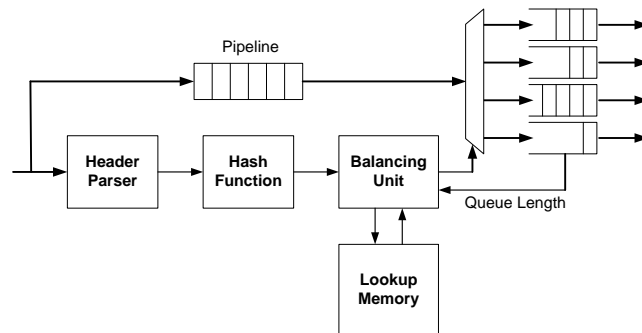 Pipeline
Header
Parser
Hash
Function
Balancing
Unit
Queue Length
Lookup
Memory